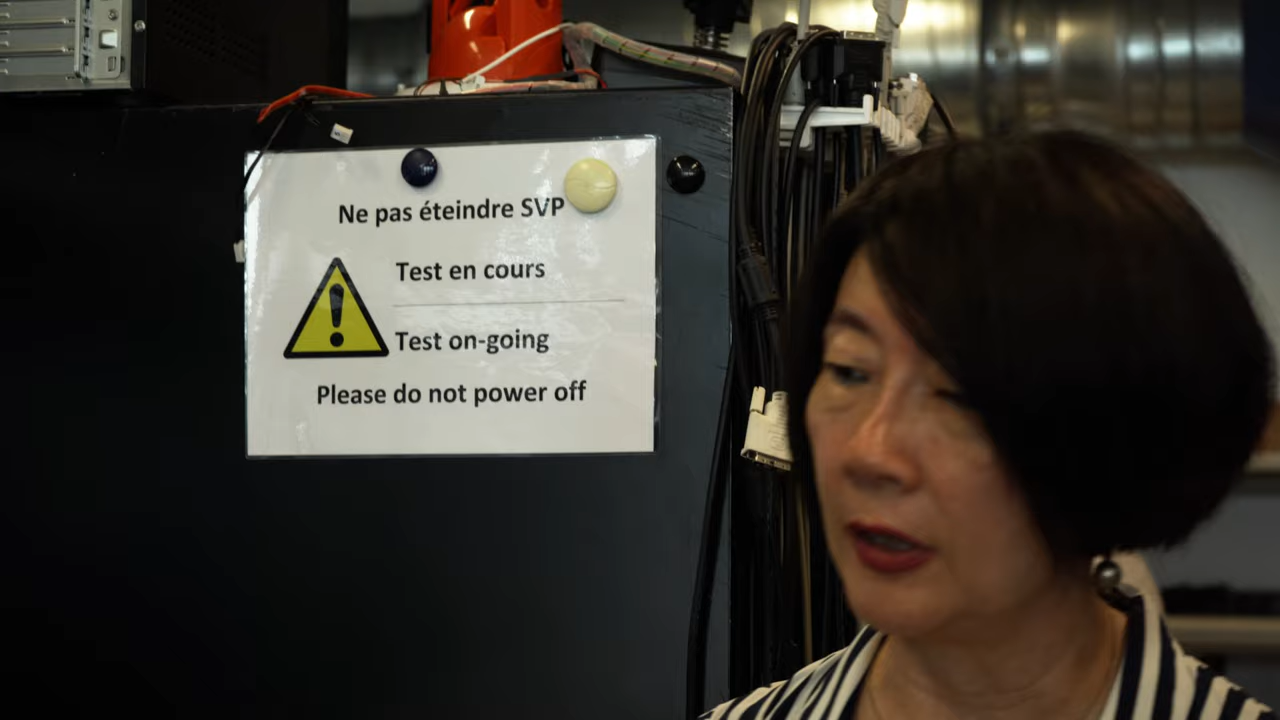 Ne pas éteindre SVP
Test en cours
Test on-going
Please do not power off